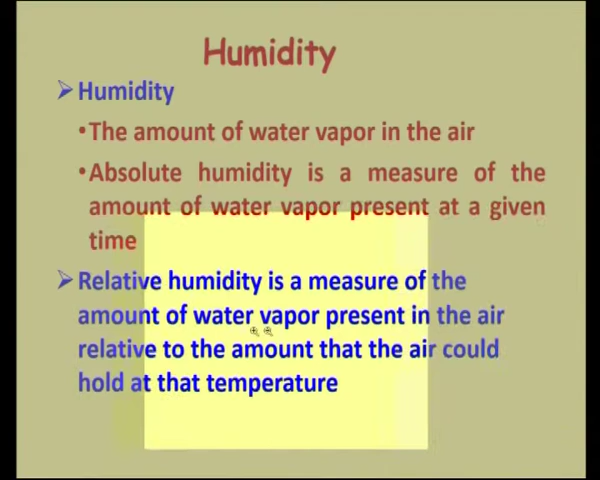 Humidity
➢Humidity
•The amount of water vapor in the air
•Absolute humidity is a measure of the
amount of water vapor present at a given
time
➢Relative humidity is a measure of the
amount of water vapor present in the air
relative to the amount that the air could
hold at that temperature